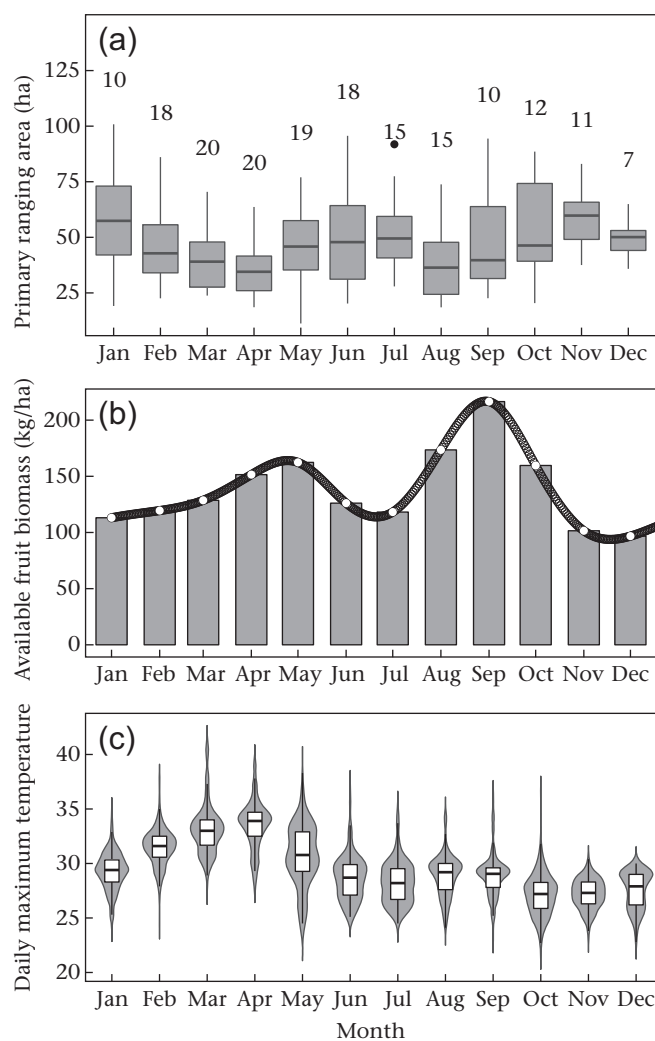 (a)
Primary ranging area (ha)
125
100
75
50
25
10
18
20
20
19
18
15
15
10
12
11
7
Jan Feb Mar Apr May Jun Jul Aug Sep Oct Nov Dec
(b)
Available fruit biomass (kg/ha)
200
150
100
50
0
Jan Feb Mar Apr May Jun Jul Aug Sep Oct Nov Dec
(c)
Daily maximum temperature
40
35
30
25
20
Jan Feb Mar Apr May Jun Jul Aug Sep Oct Nov Dec
Month